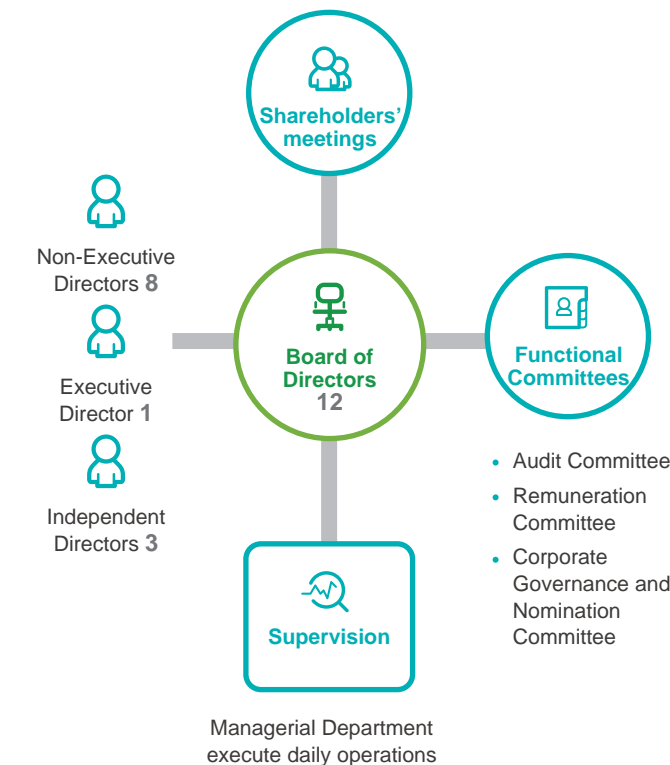 Shareholders'
meetings
Non-Executive
Directors 8
Executive
Director 1
Independent
Directors 3
Board of
Directors
12
Functional
Committees
• Audit Committee
• Remuneration
Committee
• Corporate
Governance and
Nomination
Committee
Supervision
Managerial Department
execute daily operations